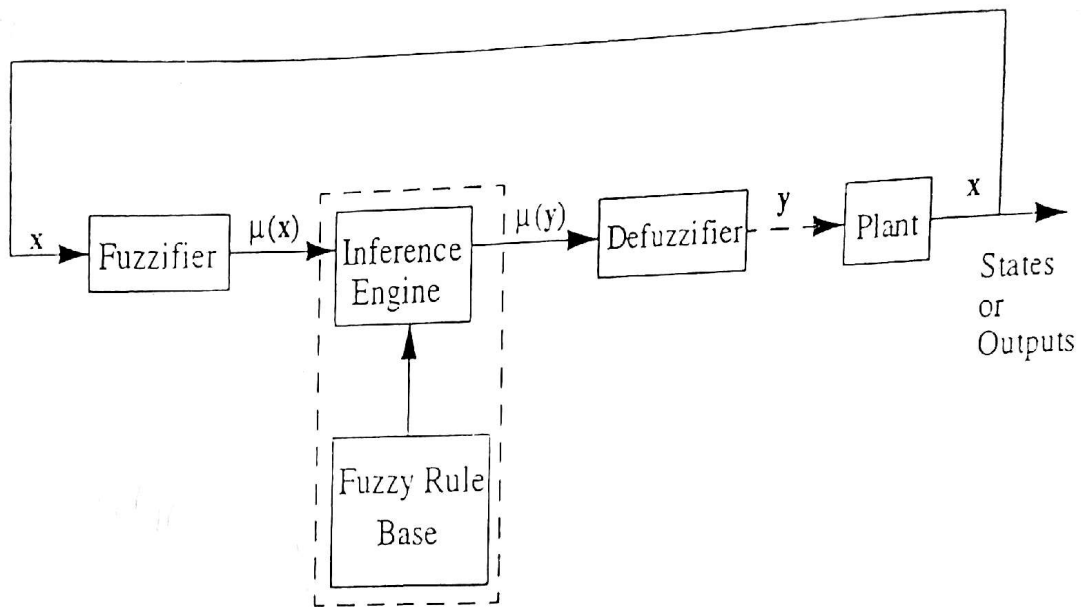 x
Fuzzifier
μ(x)
Inference
Engine
μ(y)
Defuzzifier
y
Plant
x
States
or
Outputs
Fuzzy Rule
Base